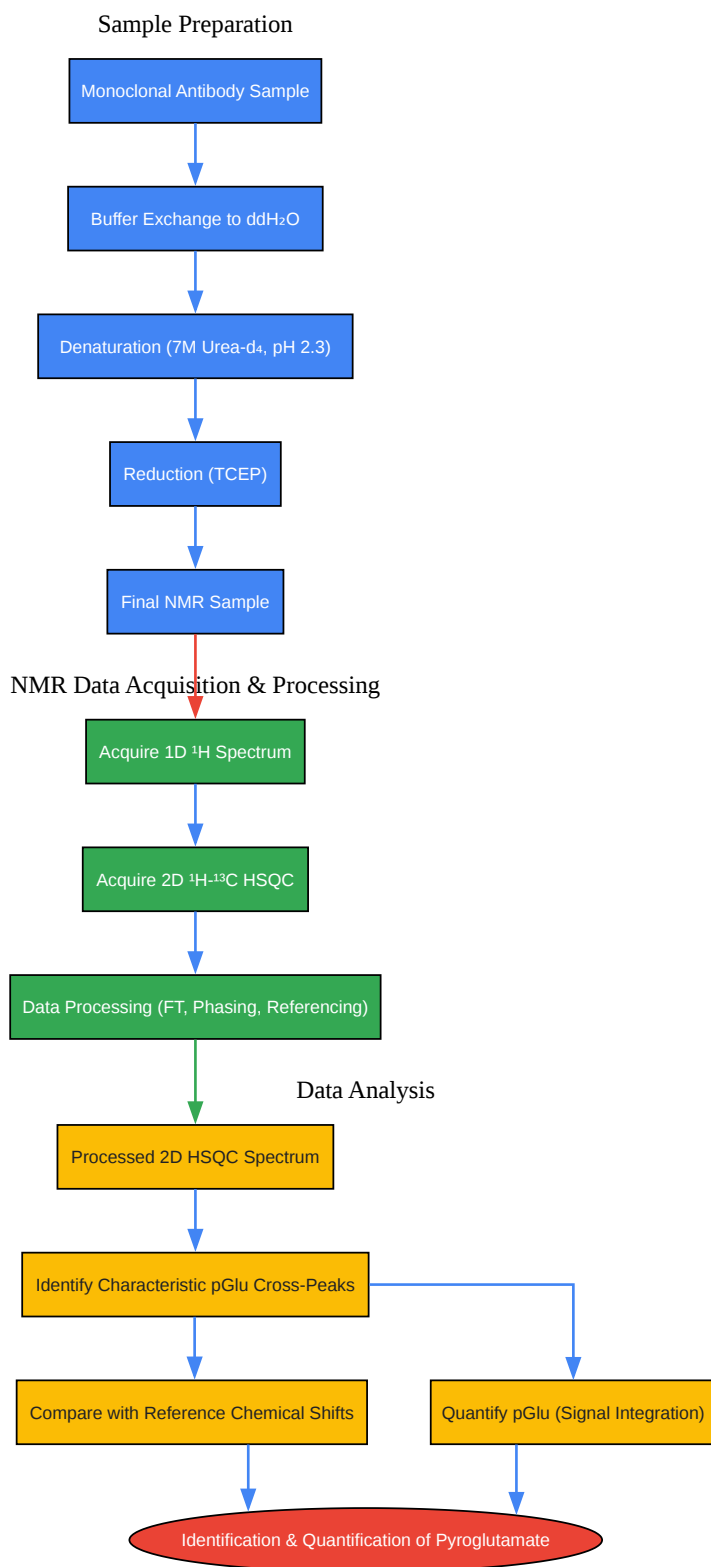 Sample Preparation
Monoclonal Antibody Sample
Buffer Exchange to ddH₂O
Denaturation (7M Urea-d₄, pH 2.3)
Reduction (TCEP)
Final NMR Sample
NMR Data Acquisition & Processing
Acquire 1D ¹H Spectrum
Acquire 2D ¹H-¹³C HSQC
Data Processing (FT, Phasing, Referencing)
Data Analysis
Processed 2D HSQC Spectrum
Identify Characteristic pGlu Cross-Peaks
Compare with Reference Chemical Shifts
Quantify pGlu (Signal Integration)
Identification & Quantification of Pyroglutamate